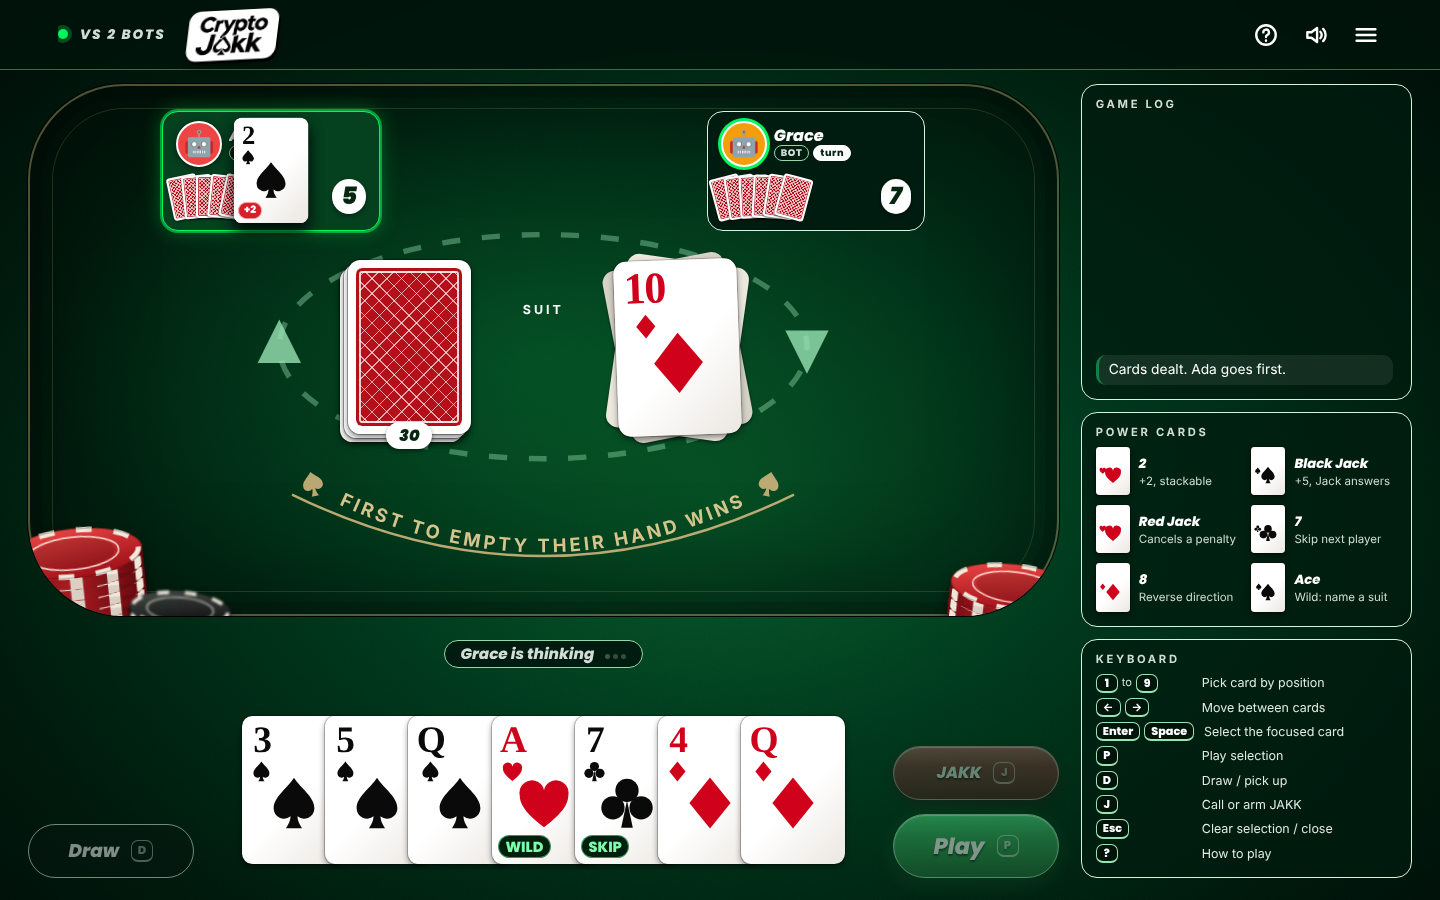 VS 2 BOTS
Crypto
Jakk
2
+2
5
Grace
BOT
turn
7
GAME LOG
Cards dealt. Ada goes first.
SUIT
10
30
FIRST TO EMPTY THEIR HAND WINS
POWER CARDS
2
+2, stackable
Black Jack
+5, Jack answers
Red Jack
Cancels a penalty
7
Skip next player
8
Reverse direction
Ace
Wild: name a suit
Grace is thinking ...
KEYBOARD
1 to 9 Pick card by position
← → Move between cards
Enter Space Select the focused card
P Play selection
D Draw / pick up
J Call or arm JAKK
Esc Clear selection / close
? How to play
3
5
Q
A
WILD
7
SKIP
4
Q
JAKK J
Draw D
Play P